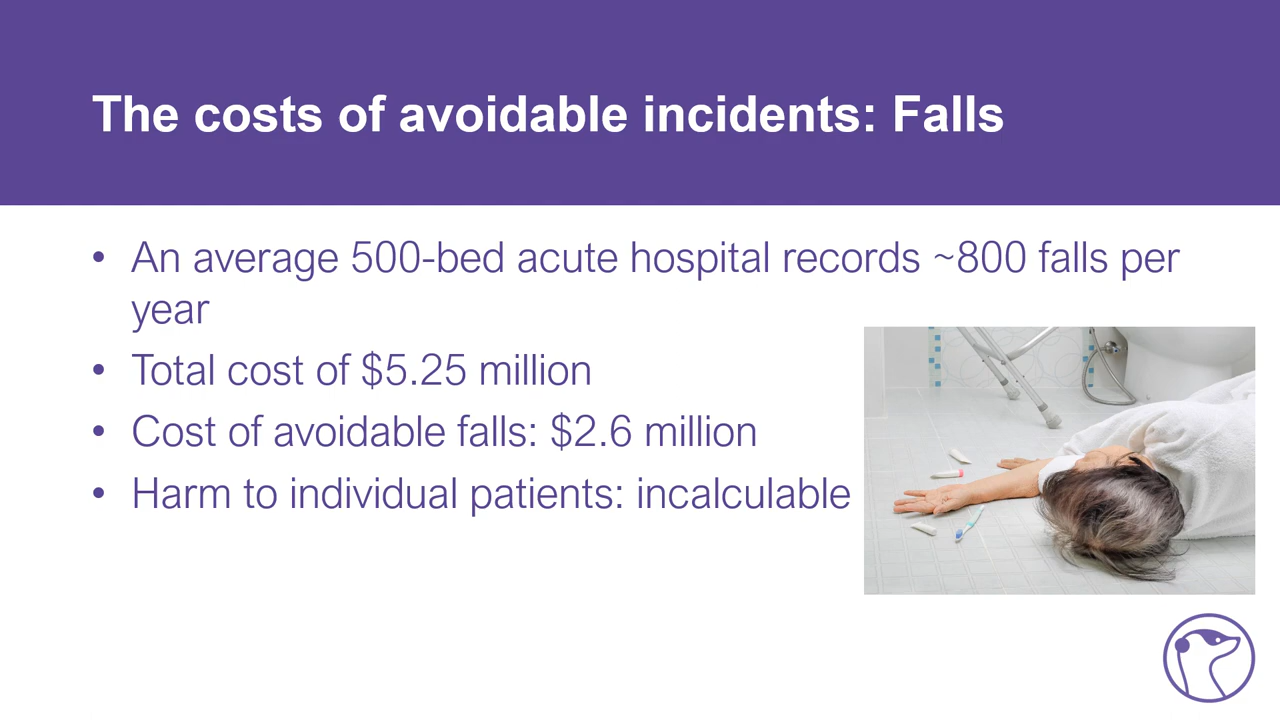 The costs of avoidable incidents: Falls
• An average 500-bed acute hospital records ~800 falls per
year
• Total cost of $5.25 million
• Cost of avoidable falls: $2.6 million
• Harm to individual patients: incalculable